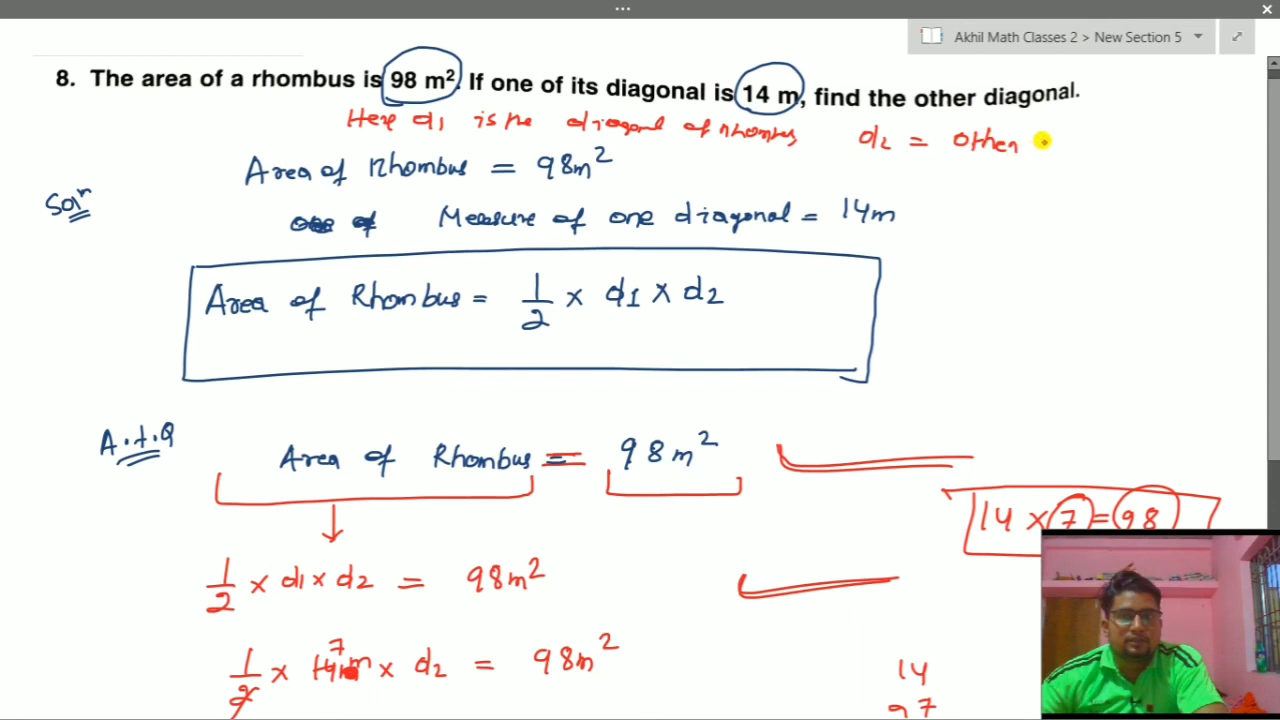 ...
Akhil Math Classes 2 > New Section 5
8. The area of a rhombus is 98 m². If one of its diagonal is 14 m, find the other diagonal.
Here d1 is the diagonal of rhombus d2 = other
Area of Rhombus = 98m²
Solⁿ
Measure of one diagonal = 14m
Area of Rhombus = 1/2 × d1 × d2
A.t.Q
Area of Rhombus = 98m²
14 × 7 = 98
1/2 × d1 × d2 = 98m²
7
1/2 × 14m × d2 = 98m²
14
97